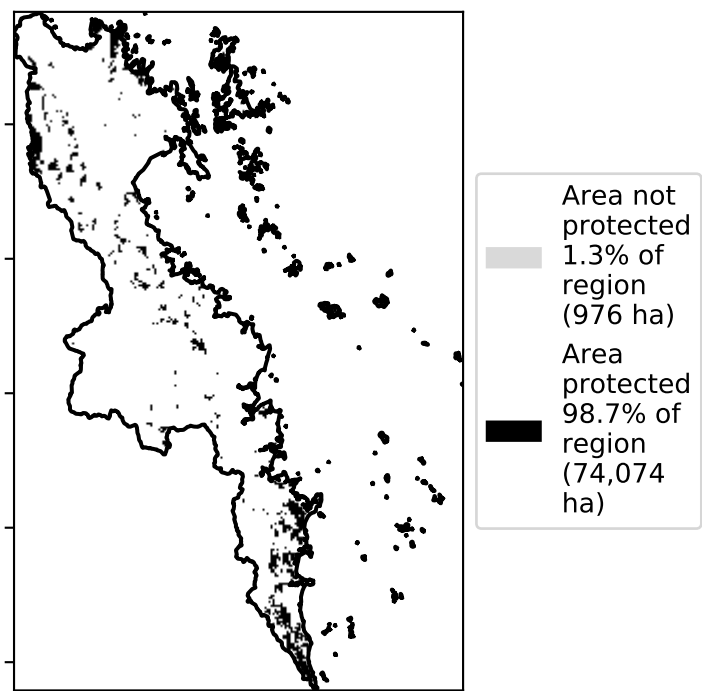 Area not
protected
1.3% of
region
(976 ha)
Area
protected
98.7% of
region
(74,074
ha)